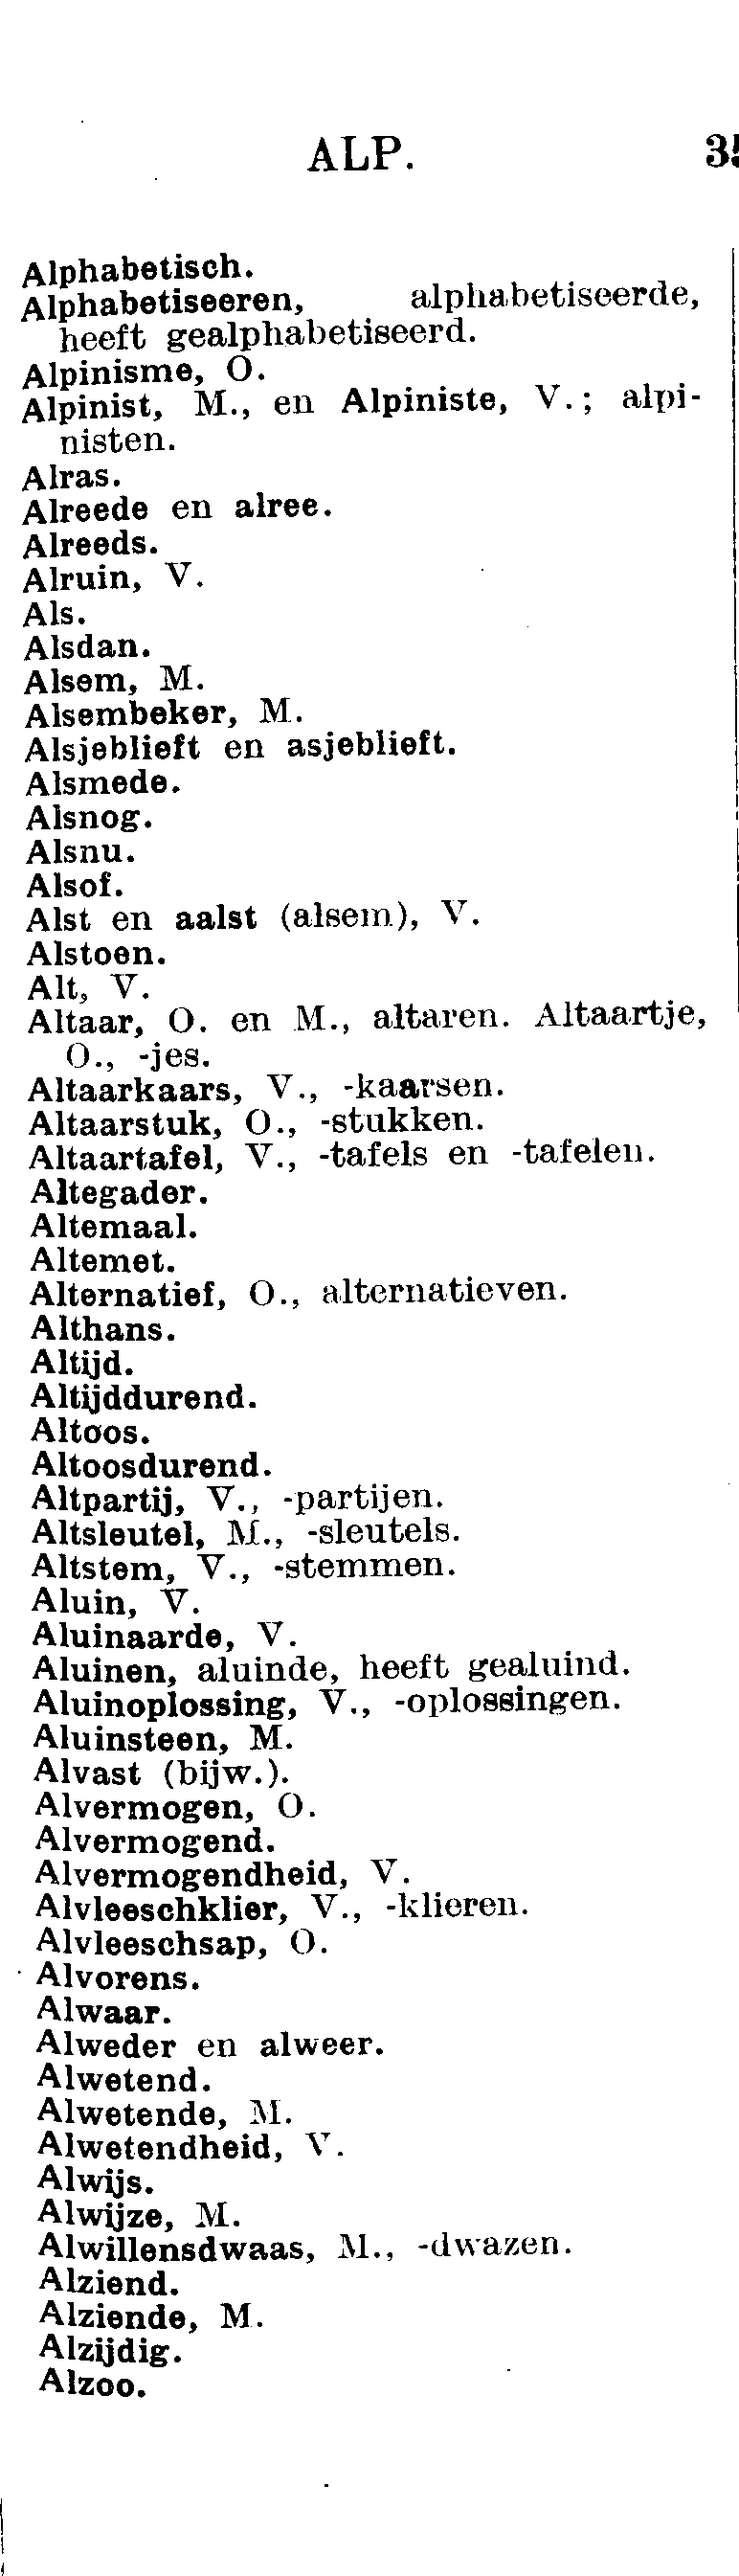 ALP.
Alphabetisch.
Alphabetiseeren, alphabetiseerde,
heeft gealphabetiseerd.
Alpinisme, O.
Alpinist, M., en Alpiniste, V.; alpi-
nisten.
Alras.
Alreede en alree.
Alreeds.
Alruin, V.
Als.
Alsdan.
Alsem, M.
Alsembeker, M.
Alsjeblieft en asjeblieft.
Alsmede.
Alsnog.
Alsnu.
Alsof.
Alst en aalst (alsem), V.
Alstoen.
Alt, V.
Altaar, O. en M., altaren. Altaartje,
O., -jes.
Altaarkaars, V., -kaarsen.
Altaarstuk, O., -stukken.
Altaartafel, V., -tafels en -tafelen.
Altegader.
Altemaal.
Altemet.
Alternatief, O., alternatieven.
Althans.
Altijd.
Altijddurend.
Altoos.
Altoosdurend.
Altpartij, V., -partijen.
Altsleutel, M., -sleutels.
Altstem, V., -stemmen.
Aluin, V.
Aluinaarde, V.
Aluinen, aluinde, heeft gealuind.
Aluinoplossing, V., -oplossingen.
Aluinsteen, M.
Alvast (bijw.).
Alvermogen, O.
Alvermogend.
Alvermogendheid, V.
Alvleeschklier, V., -klieren.
Alvleeschsap, O.
Alvorens.
Alwaar.
Alweder en alweer.
Alwetend.
Alwetende, M.
Alwetendheid, V.
Alwijs.
Alwijze, M.
Alwillensdwaas, M., -dwazen.
Alziend.
Alziende, M.
Alzijdig.
Alzoo.